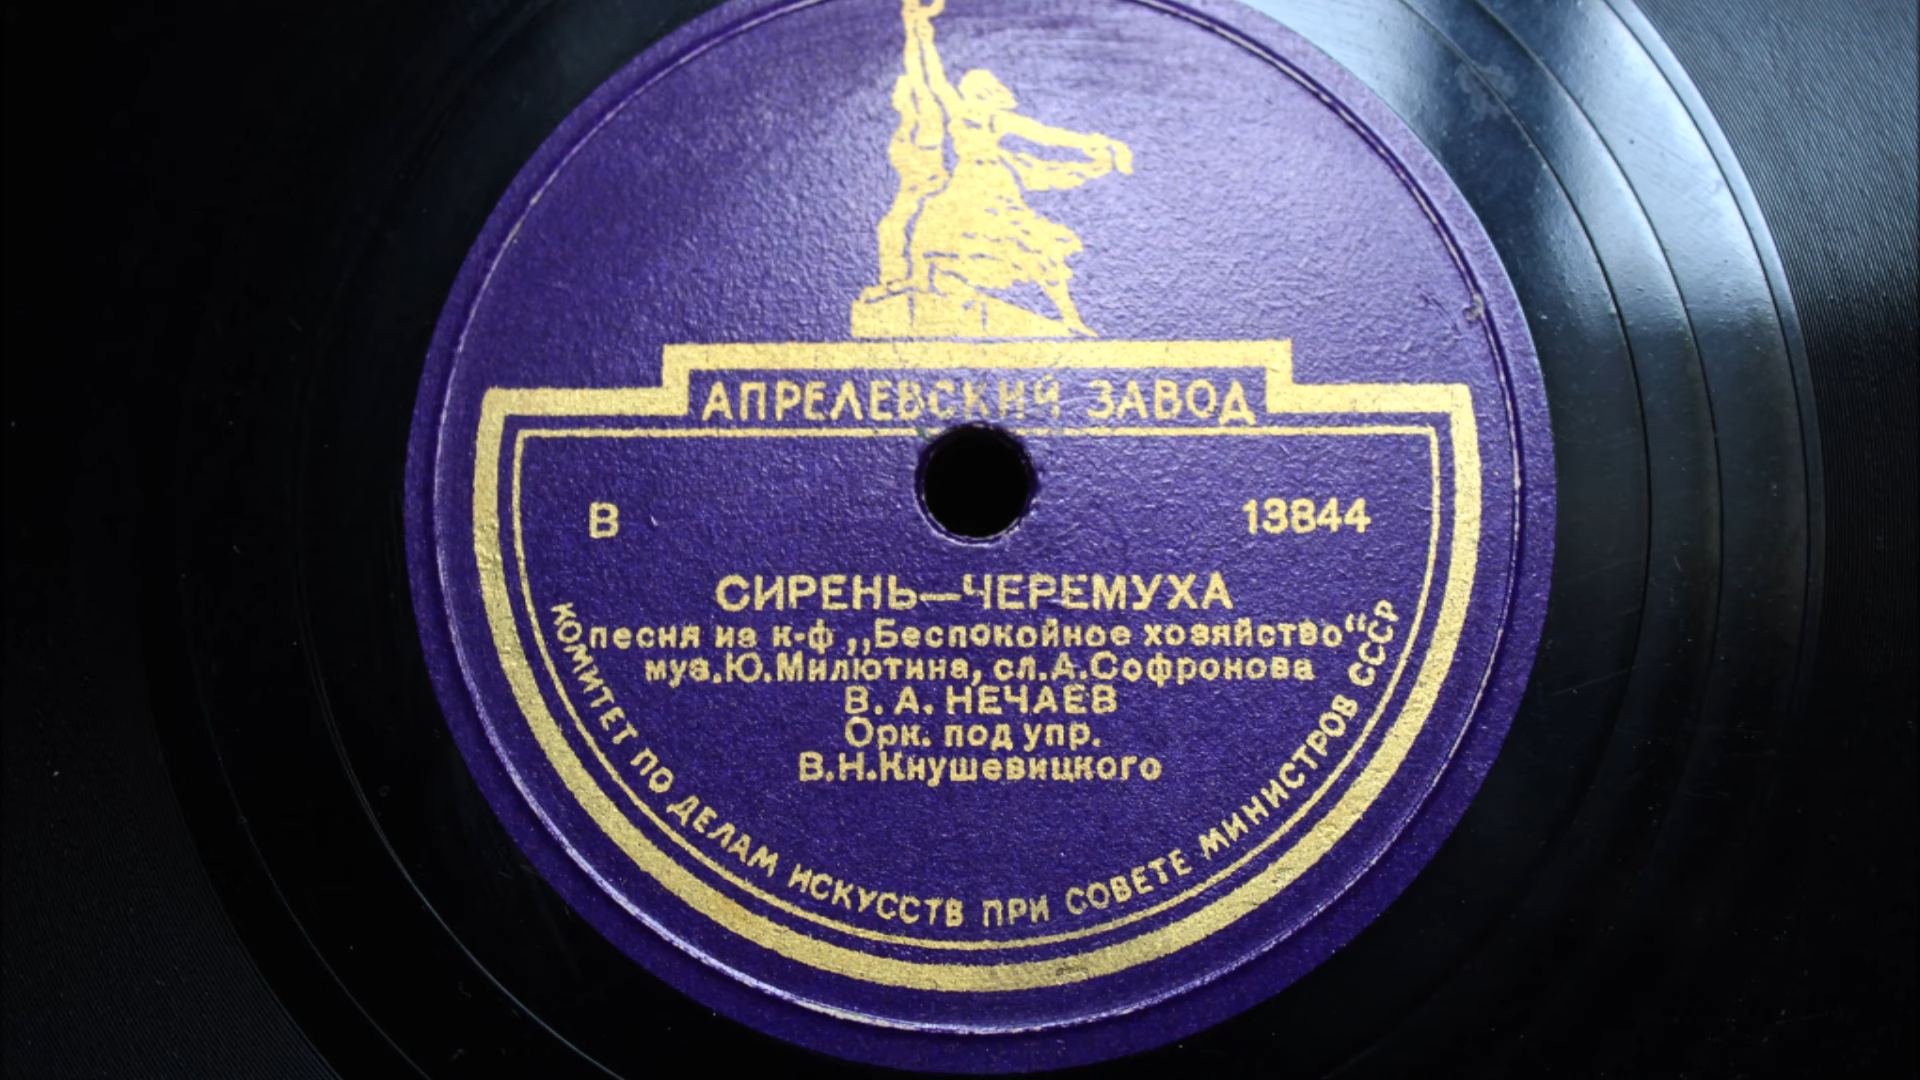 АПРЕЛЕВСКИЙ ЗАВОД
В 13844
СИРЕНЬ—ЧЕРЕМУХА
песня из к-ф „Беспокойное хозяйство“
муз.Ю.Милютина, сл.А.Софронова
В. А. НЕЧАЕВ
Орк. под упр.
В.Н.Кнушевицкого
КОМИТЕТ ПО ДЕЛАМ ИСКУССТВ ПРИ СОВЕТЕ МИНИСТРОВ СССР